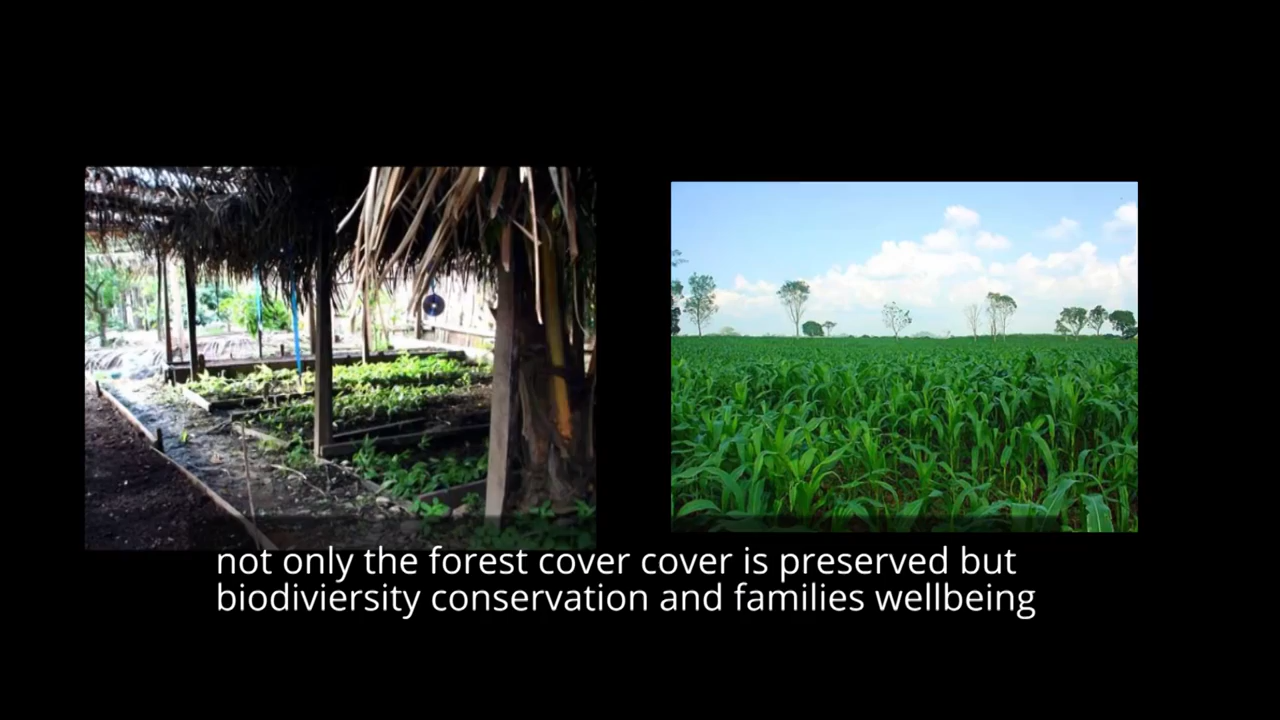 not only the forest cover cover is preserved but
biodiviersity conservation and families wellbeing